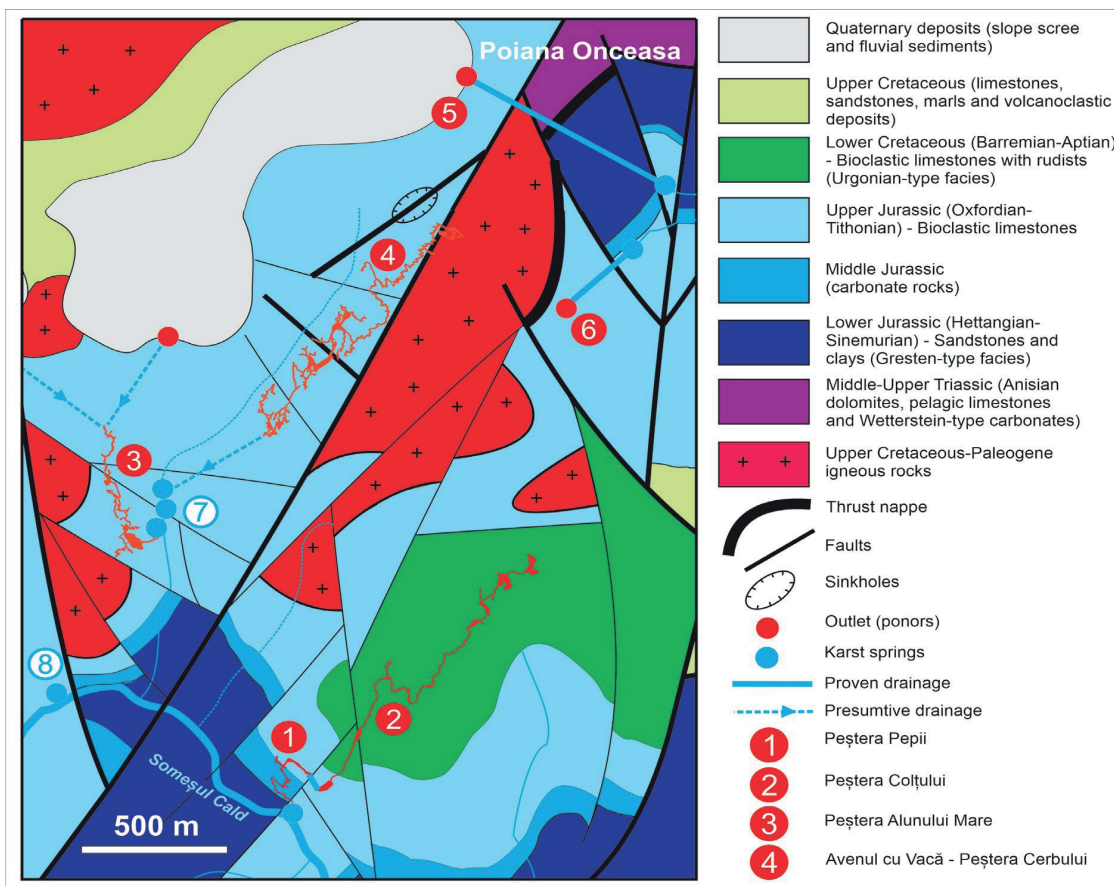 Poiana Onceasa
5
4
6
3
7
8
1
2
Someșul Cald
500 m
Quaternary deposits (slope scree
and fluvial sediments)
Upper Cretaceous (limestones,
sandstones, marls and volcanoclastic
deposits)
Lower Cretaceous (Barremian-Aptian)
- Bioclastic limestones with rudists
(Urgonian-type facies)
Upper Jurassic (Oxfordian-
Tithonian) - Bioclastic limestones
Middle Jurassic
(carbonate rocks)
Lower Jurassic (Hettangian-
Sinemurian) - Sandstones and
clays (Gresten-type facies)
Middle-Upper Triassic (Anisian
dolomites, pelagic limestones
and Wetterstein-type carbonates)
Upper Cretaceous-Paleogene
igneous rocks
Thrust nappe
Faults
Sinkholes
Outlet (ponors)
Karst springs
Proven drainage
Presumtive drainage
1 Peștera Pepii
2 Peștera Colțului
3 Peștera Alunului Mare
4 Avenul cu Vacă - Peștera Cerbului